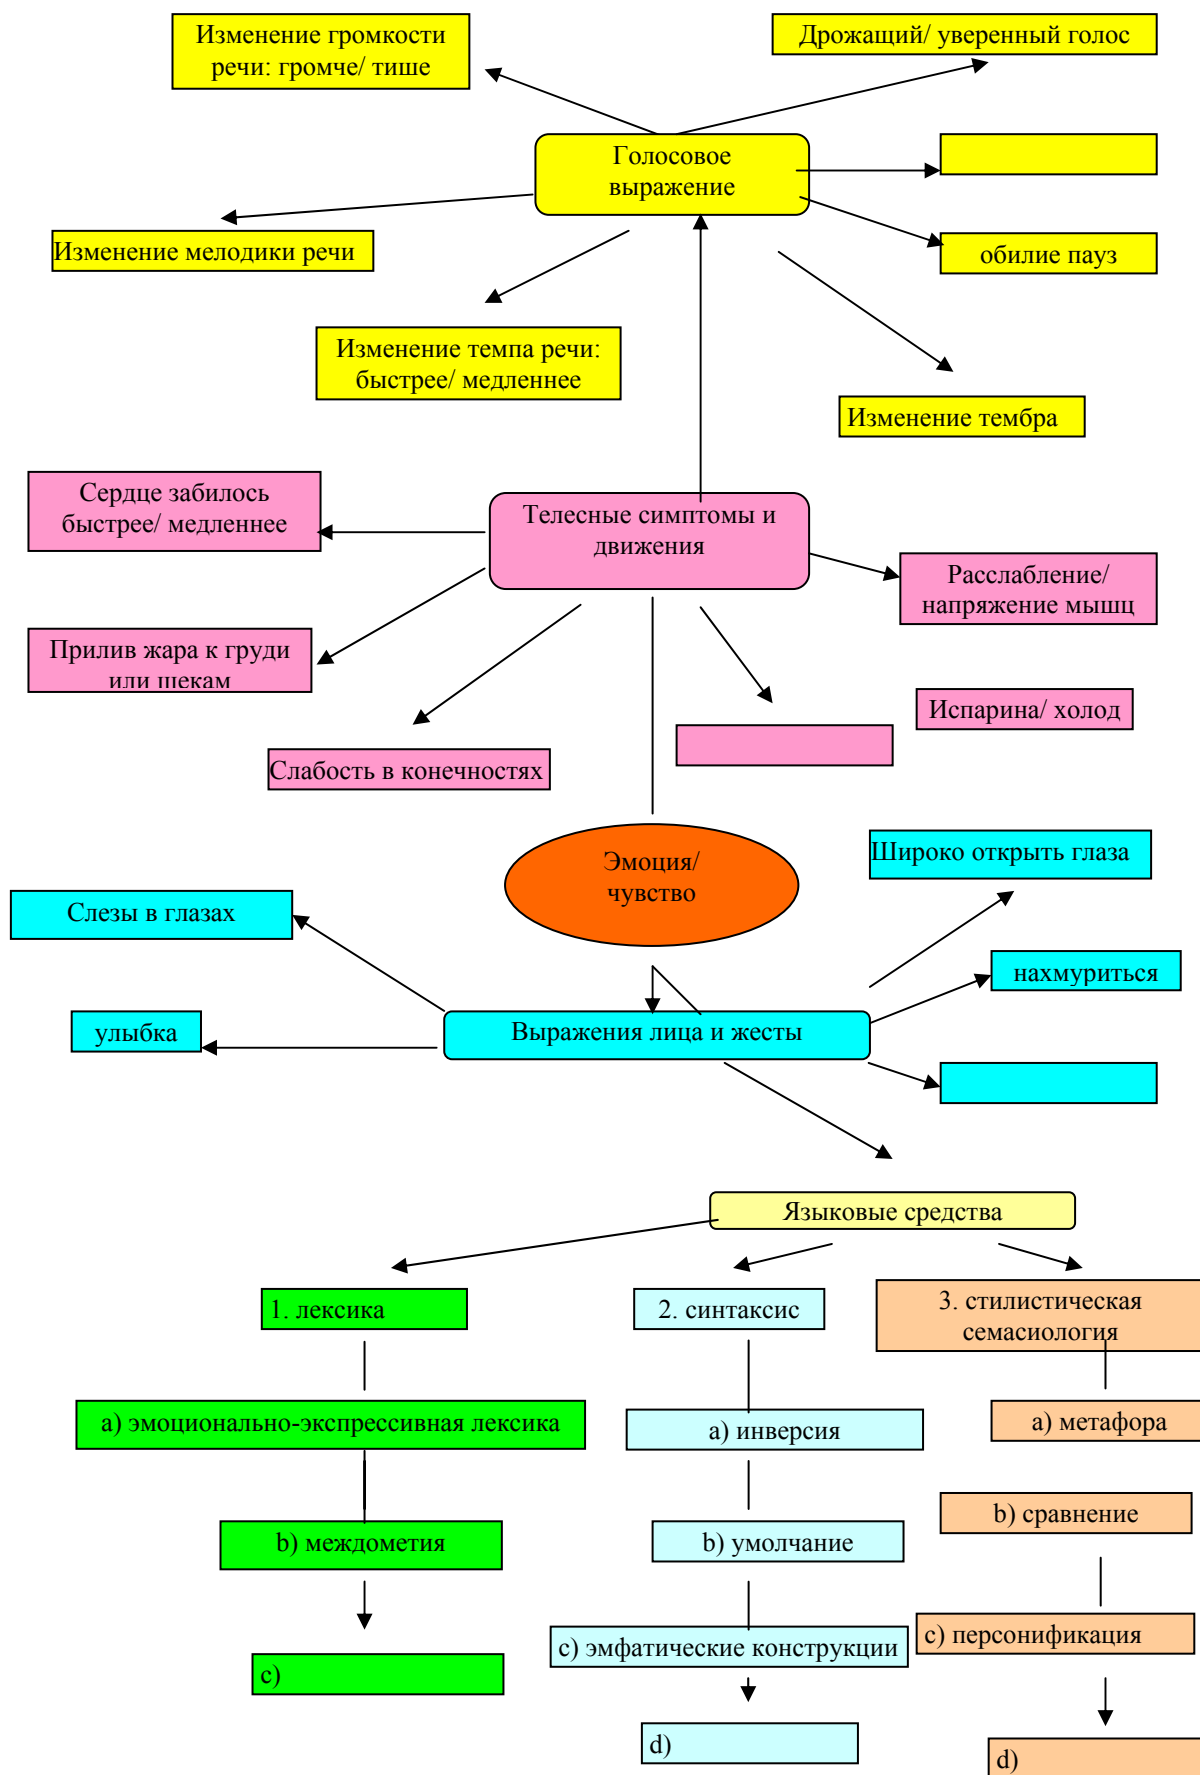 Изменение громкости
речи: громче/ тише
Дрожащий/ уверенный голос
Голосовое
выражение
Изменение мелодики речи
обилие пауз
Изменение темпа речи:
быстрее/ медленнее
Изменение тембра
Сердце забилось
быстрее/ медленнее
Телесные симптомы и
движения
Расслабление/
напряжение мышц
Прилив жара к груди
или щекам
Испарина/ холод
Слабость в конечностях
Эмоция/
чувство
Широко открыть глаза
Слезы в глазах
нахмуриться
улыбка
Выражения лица и жесты
Языковые средства
1. лексика
2. синтаксис
3. стилистическая
семасиология
a) эмоционально-экспрессивная лексика
a) инверсия
a) метафора
b) междометия
b) умолчание
b) сравнение
c)
c) эмфатические конструкции
c) персонификация
d)
d)